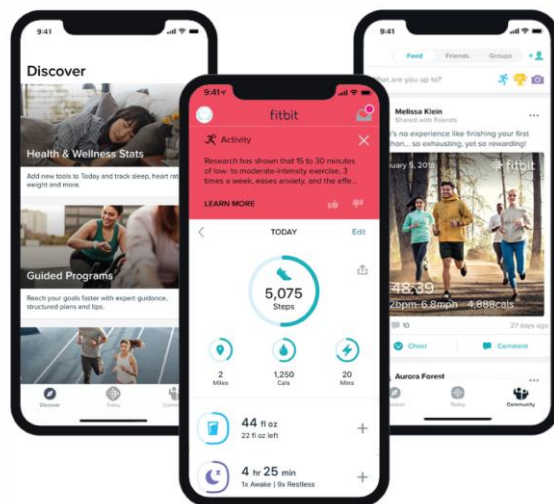 9:41
Discover
Health & Wellness Stats
Add new tools to Today and track sleep, heart rat
weight and more.
Guided Programs
Reach your goals faster with expert guidance,
structured plans and tips.
Discover
Today
9:41
fitbit
Activity
Research has shown that 15 to 30 minutes
of low- to moderate-intensity exercise, 3
times a week, eases anxiety, and the effe...
LEARN MORE
TODAY
Edit
5,075
Steps
2
Miles
1,250
Cals
20
Mins
44 fl oz
22 fl oz left
4 hr 25 min
1x Awake | 9x Restless
9:41
Feed
Friends
Groups
hat are you up to?
Melissa Klein
Shared with Friends
's no experience like finishing your first
thon... so exhausting, yet so rewarding!
uary 5, 2018
fitbit
48:39
2bpm 6.8mph 4,888cals
10
27 days ago
Cheer
Comment
Aurora Forest
Today
Community